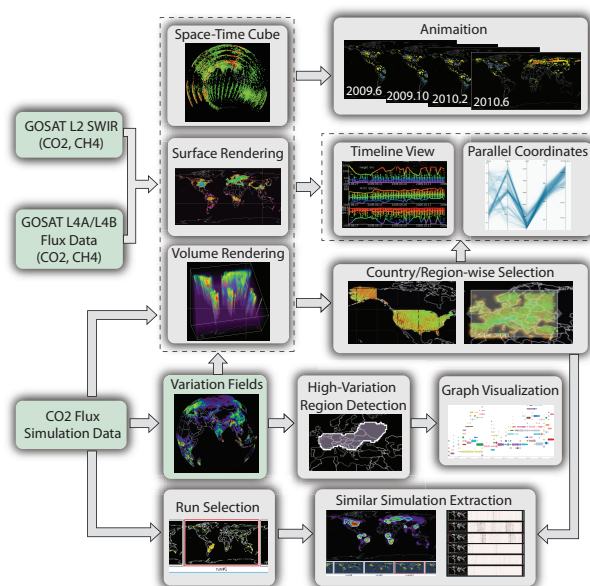 Space-Time Cube
Animaition
2009.6
2009.10
2010.2
2010.6
GOSAT L2 SWIR
(CO2, CH4)
Surface Rendering
Timeline View
Parallel Coordinates
GOSAT L4A/L4B
Flux Data
(CO2, CH4)
Volume Rendering
Country/Region-wise Selection
Variation Fields
High-Variation
Region Detection
Graph Visualization
CO2 Flux
Simulation Data
Run Selection
Similar Simulation Extraction